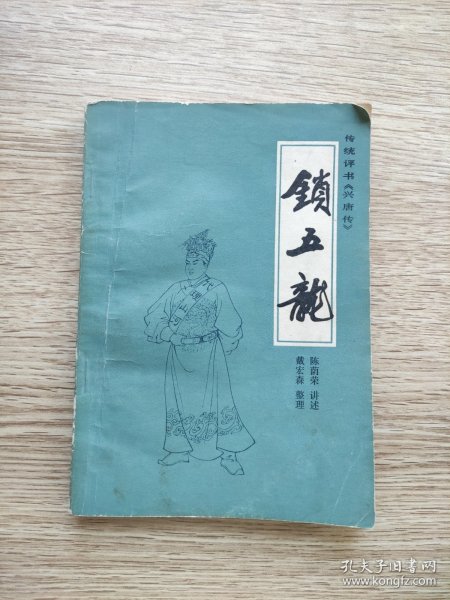 传统评书《兴唐传》
鎖五龍
陈荫荣 讲述
戴宏森 整理
孔夫子旧书网
www.kongfz.com